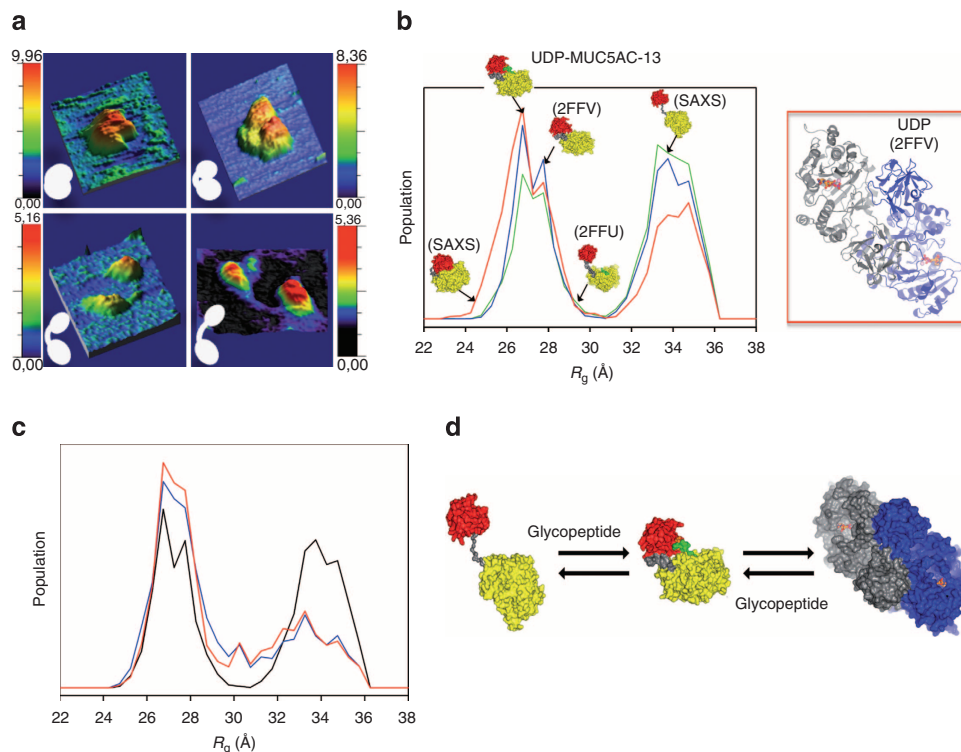 a
9,96
0,00
8,36
0,00
5,16
0,00
5,36
0,00
b
UDP-MUC5AC-13
(2FFV)
(SAXS)
(SAXS)
(2FFU)
Population
22 24 26 28 30 32 34 36 38
Rg (Å)
UDP
(2FFV)
c
Population
22 24 26 28 30 32 34 36 38
Rg (Å)
d
Glycopeptide
Glycopeptide